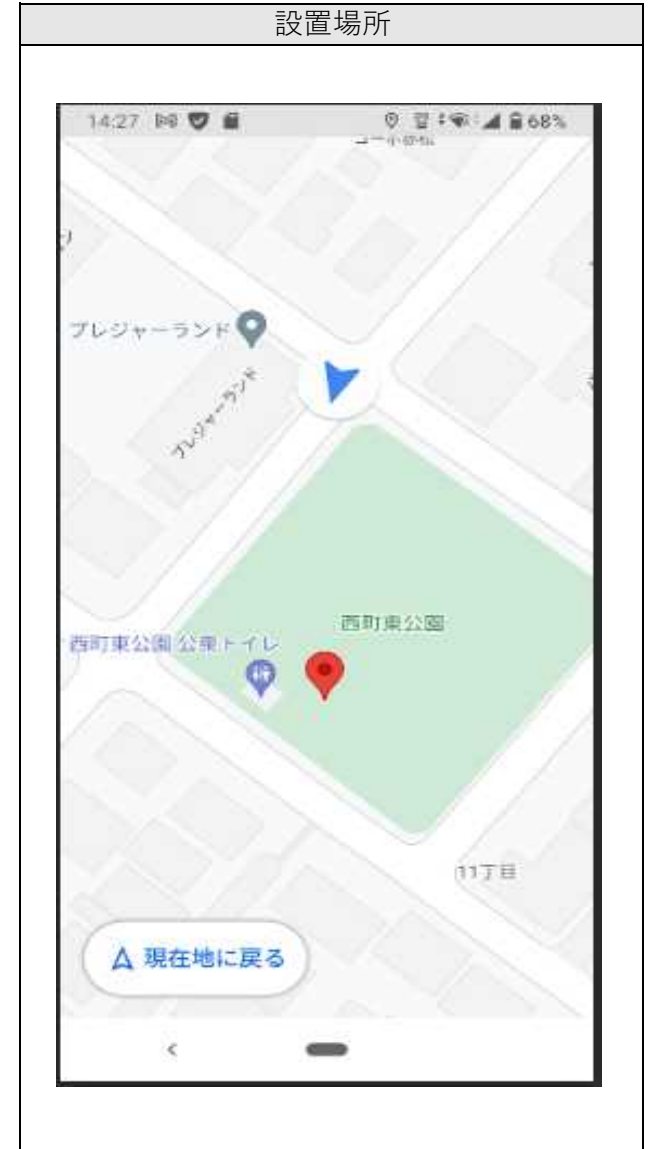 設置場所
14:27
68%
プレジャーランド
プレジャーランド
西町東公園
西町東公園 公衆トイレ
11丁目
現在地に戻る